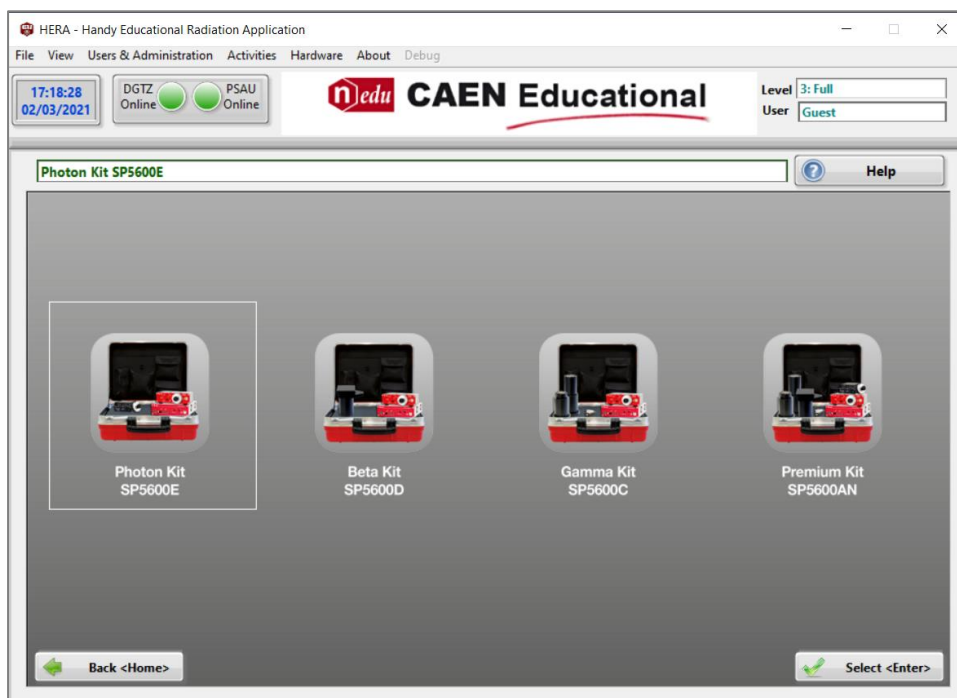 HERA - Handy Educational Radiation Application
File View Users & Administration Activities Hardware About Debug
17:18:28
02/03/2021
DGTZ
Online
PSAU
Online
n edu CAEN Educational
Level 3: Full
User Guest
Photon Kit SP5600E
Help
Photon Kit
SP5600E
Beta Kit
SP5600D
Gamma Kit
SP5600C
Premium Kit
SP5600AN
Back <Home>
Select <Enter>